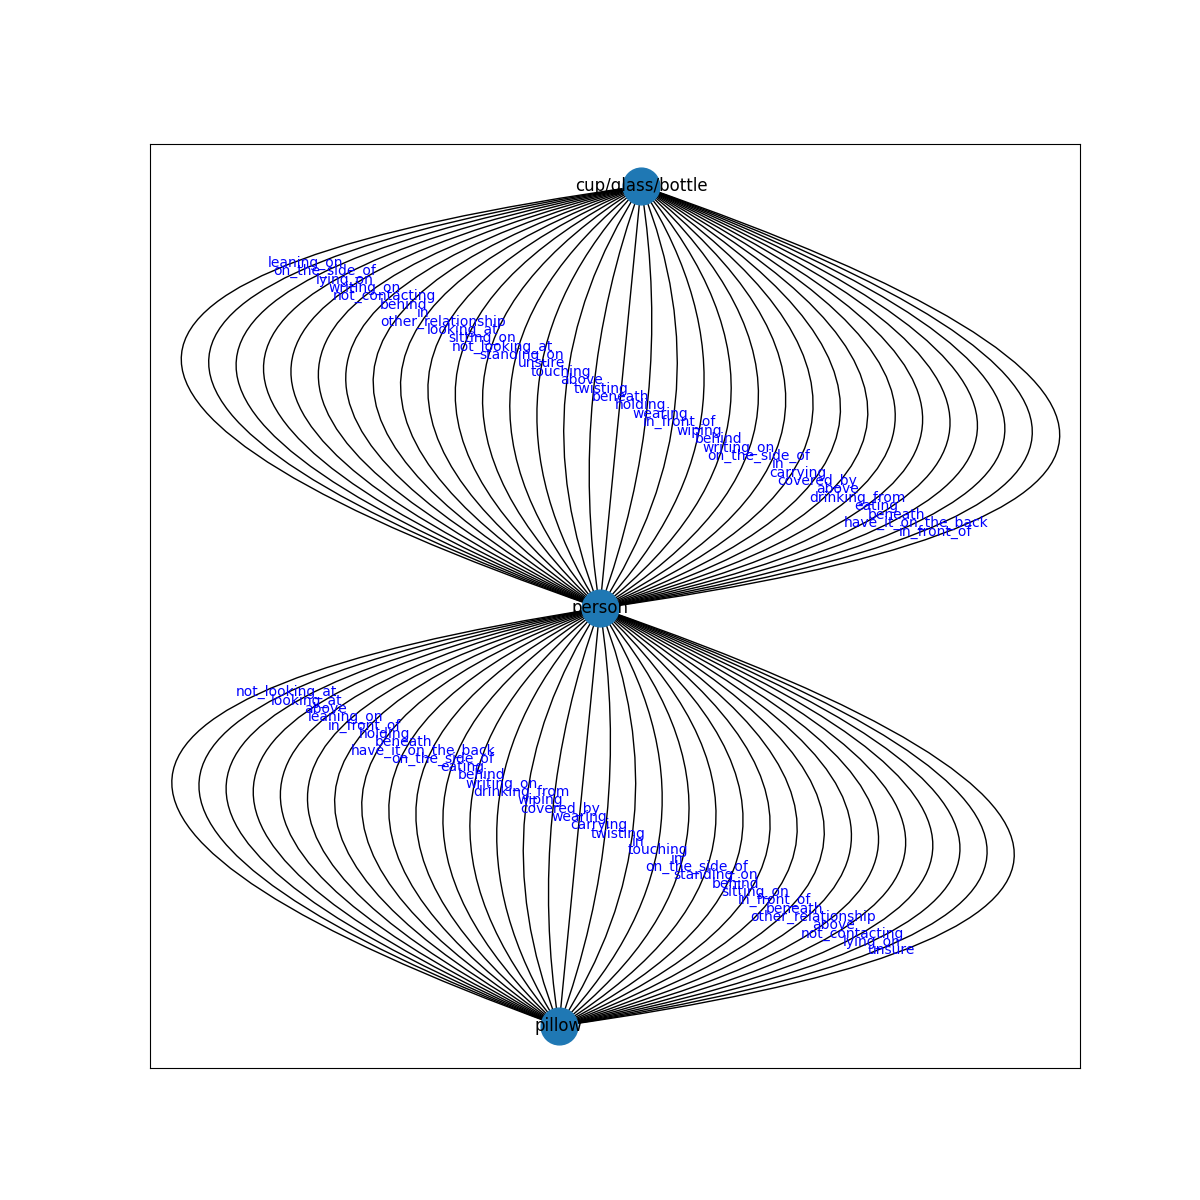 cup/glass/bottle
leaning_on
on_the_side_of
lying_on
writing_on
not_contacting
behind
in
other_relationship
looking_at
sitting_on
not_looking_at
standing_on
unsure
touching
above
twisting
beneath
holding
wearing
in_front_of
wiping
behind
writing_on
on_the_side_of
in
carrying
covered_by
above
drinking_from
eating
beneath
have_it_on_the_back
in_front_of
person
not_looking_at
looking_at
above
leaning_on
in_front_of
holding
beneath
have_it_on_the_back
on_the_side_of
eating
behind
writing_on
drinking_from
wiping
covered_by
wearing
carrying
twisting
in
touching
in
on_the_side_of
standing_on
behind
sitting_on
in_front_of
beneath
other_relationship
above
not_contacting
lying_on
unsure
pillow